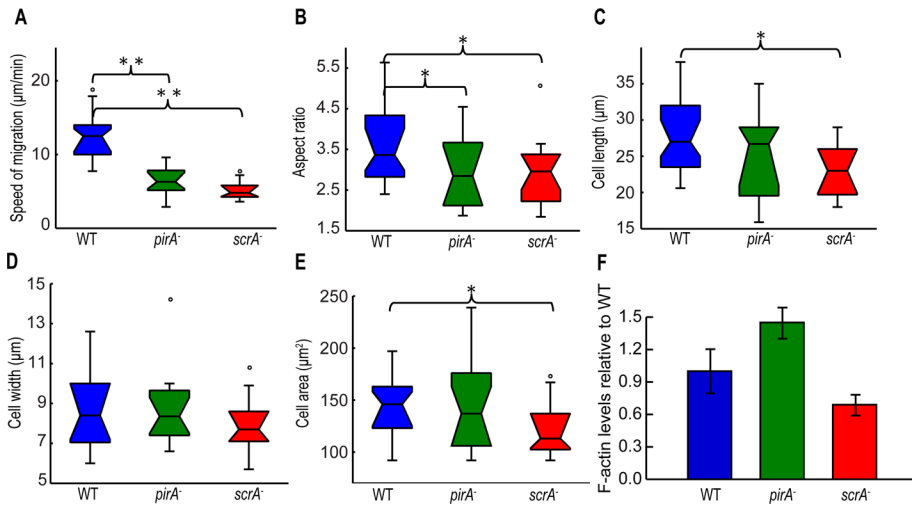 A
Speed of migration (μm/min)
20
10
0
* *
* *
WT
pirA-
scrA-
B
Aspect ratio
5.5
4.5
3.5
2.5
1.5
*
*
WT
pirA-
scrA-
C
Cell length (μm)
35
30
25
20
15
*
WT
pirA-
scrA-
D
Cell width (μm)
15
13
11
9
7
5
WT
pirA-
scrA-
E
Cell area (μm²)
250
200
150
100
*
WT
pirA-
scrA-
F
F-actin levels relative to WT
1.5
1.2
0.9
0.6
0.3
0.0
WT
pirA-
scrA-